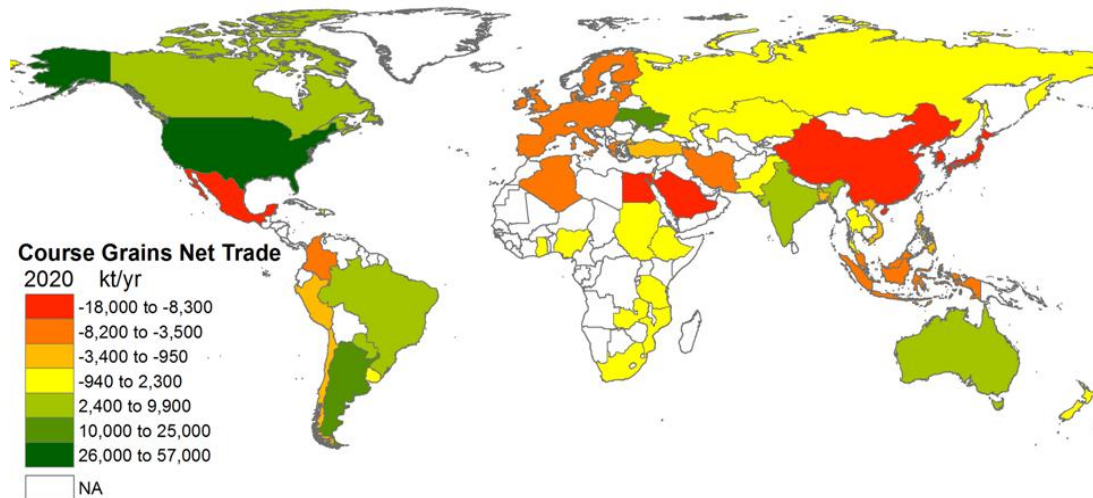 Course Grains Net Trade
2020 kt/yr
-18,000 to -8,300
-8,200 to -3,500
-3,400 to -950
-940 to 2,300
2,400 to 9,900
10,000 to 25,000
26,000 to 57,000
NA